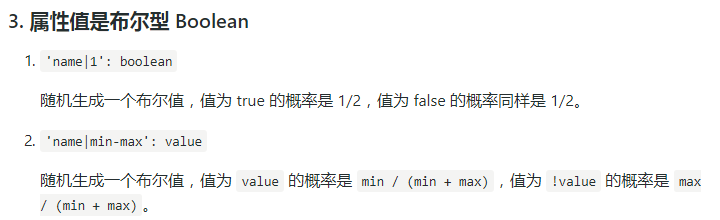 3. 属性值是布尔型 Boolean
1. 'name|1': boolean
随机生成一个布尔值，值为 true 的概率是 1/2，值为 false 的概率同样是 1/2。
2. 'name|min-max': value
随机生成一个布尔值，值为 value 的概率是 min / (min + max)，值为 !value 的概率是 max
/ (min + max)。